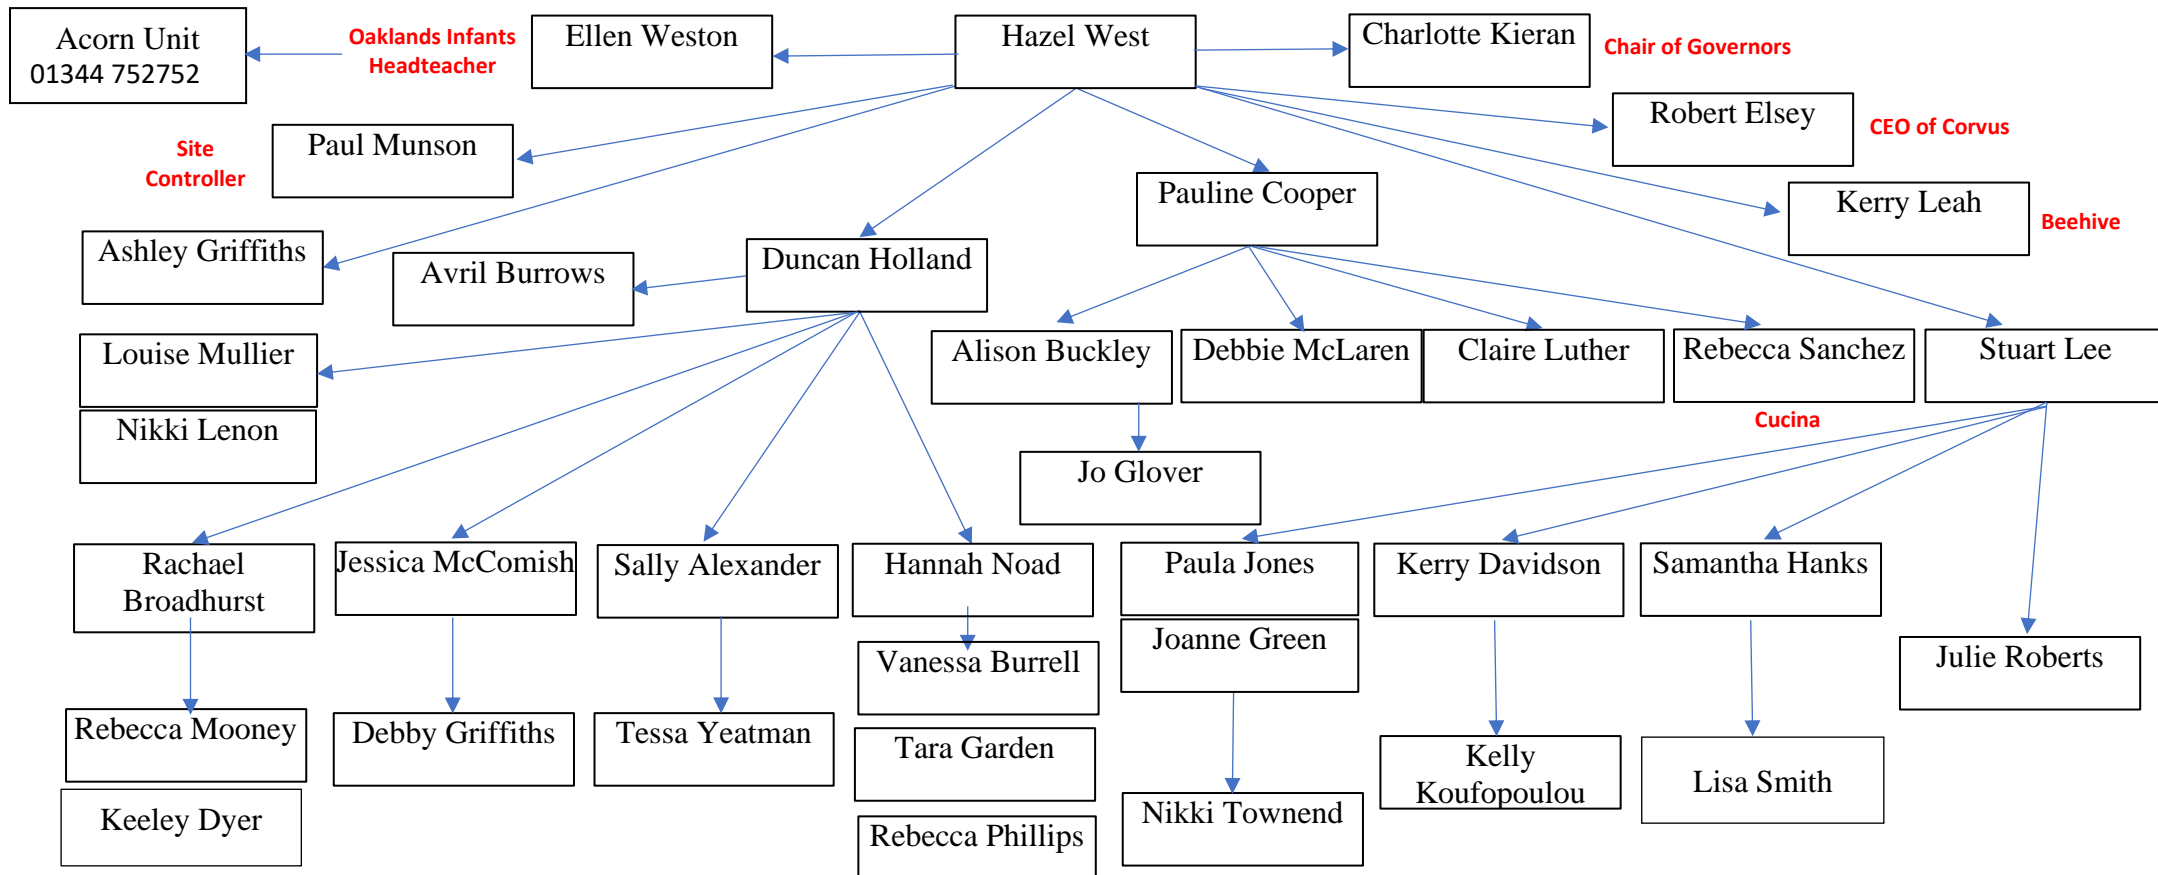 Acorn Unit
01344 752752
Oaklands Infants
Headteacher
Ellen Weston
Hazel West
Charlotte Kieran
Chair of Governors
Robert Elsey
CEO of Corvus
Site
Controller
Paul Munson
Pauline Cooper
Kerry Leah
Beehive
Ashley Griffiths
Avril Burrows
Duncan Holland
Louise Mullier
Alison Buckley
Debbie McLaren
Claire Luther
Rebecca Sanchez
Stuart Lee
Nikki Lenon
Cucina
Jo Glover
Rachael
Broadhurst
Jessica McComish
Sally Alexander
Hannah Noad
Paula Jones
Kerry Davidson
Samantha Hanks
Joanne Green
Vanessa Burrell
Julie Roberts
Rebecca Mooney
Debby Griffiths
Tessa Yeatman
Tara Garden
Kelly
Koufopoulou
Lisa Smith
Keeley Dyer
Rebecca Phillips
Nikki Townend